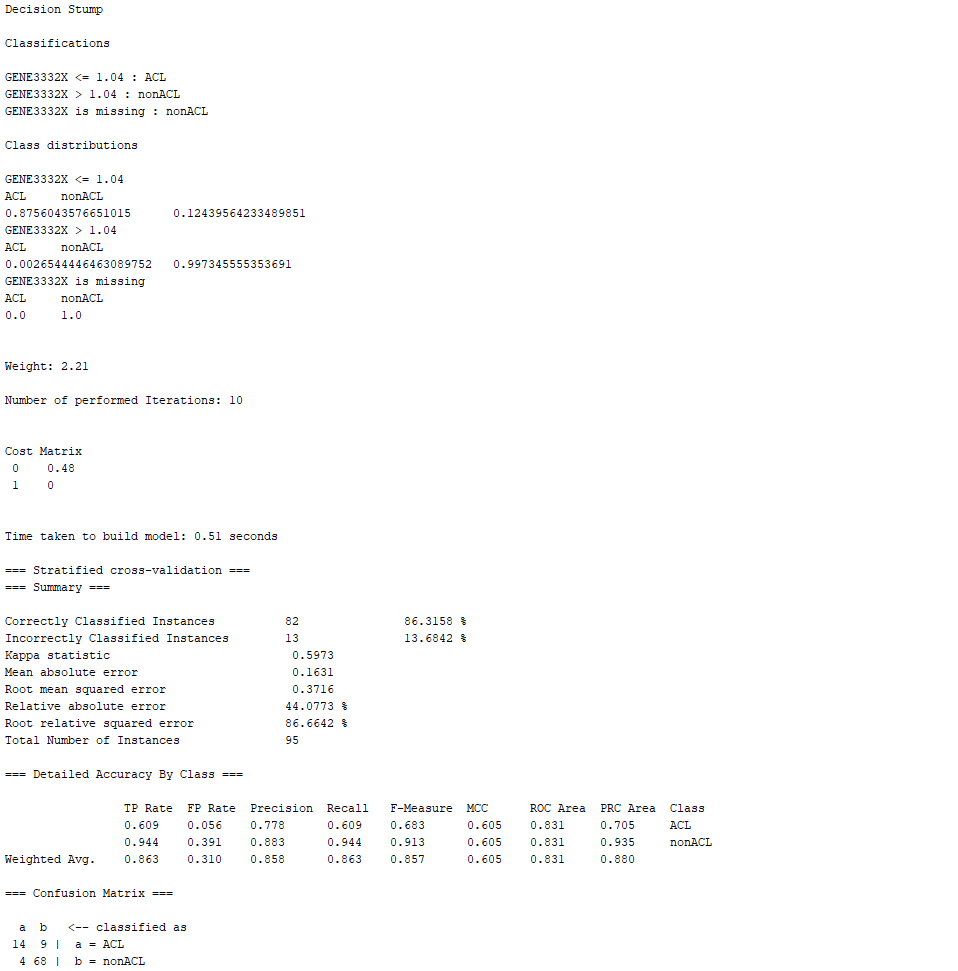 Decision Stump
Classifications
GENE3332X <= 1.04 : ACL
GENE3332X > 1.04 : nonACL
GENE3332X is missing : nonACL
Class distributions
GENE3332X <= 1.04
ACL nonACL
0.8756043576651015 0.12439564233489851
GENE3332X > 1.04
ACL nonACL
0.0026544446463089752 0.997345555353691
GENE3332X is missing
ACL nonACL
0.0 1.0
Weight: 2.21
Number of performed Iterations: 10
Cost Matrix
0 0.48
1 0
Time taken to build model: 0.51 seconds
=== Stratified cross-validation ===
=== Summary ===
Correctly Classified Instances 82 86.3158 %
Incorrectly Classified Instances 13 13.6842 %
Kappa statistic 0.5973
Mean absolute error 0.1631
Root mean squared error 0.3716
Relative absolute error 44.0773 %
Root relative squared error 86.6642 %
Total Number of Instances 95
=== Detailed Accuracy By Class ===
TP Rate FP Rate Precision Recall F-Measure MCC ROC Area PRC Area Class
0.609 0.056 0.778 0.609 0.683 0.605 0.831 0.705 ACL
0.944 0.391 0.883 0.944 0.913 0.605 0.831 0.935 nonACL
Weighted Avg. 0.863 0.310 0.858 0.863 0.857 0.605 0.831 0.880
=== Confusion Matrix ===
a b <-- classified as
14 9 | a = ACL
4 68 | b = nonACL